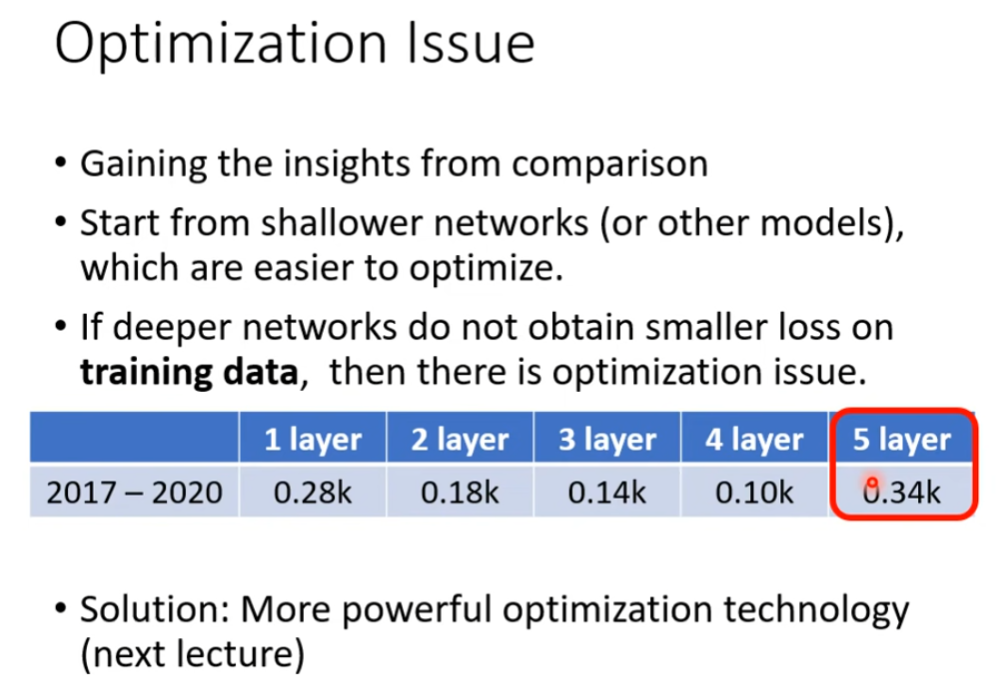 Optimization Issue
• Gaining the insights from comparison
• Start from shallower networks (or other models),
which are easier to optimize.
• If deeper networks do not obtain smaller loss on
training data, then there is optimization issue.
1 layer 2 layer 3 layer 4 layer 5 layer
2017 – 2020 0.28k 0.18k 0.14k 0.10k 0.34k
• Solution: More powerful optimization technology
(next lecture)